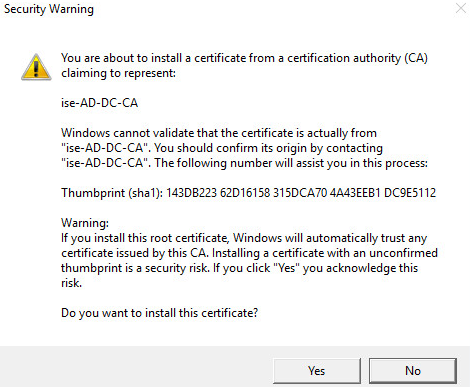 Security Warning
You are about to install a certificate from a certification authority (CA)
claiming to represent:
ise-AD-DC-CA
Windows cannot validate that the certificate is actually from
"ise-AD-DC-CA". You should confirm its origin by contacting
"ise-AD-DC-CA". The following number will assist you in this process:
Thumbprint (sha1): 143DB223 62D16158 315DCA70 4A43EEB1 DC9E5112
Warning:
If you install this root certificate, Windows will automatically trust any
certificate issued by this CA. Installing a certificate with an unconfirmed
thumbprint is a security risk. If you click "Yes" you acknowledge this
risk.
Do you want to install this certificate?
Yes No